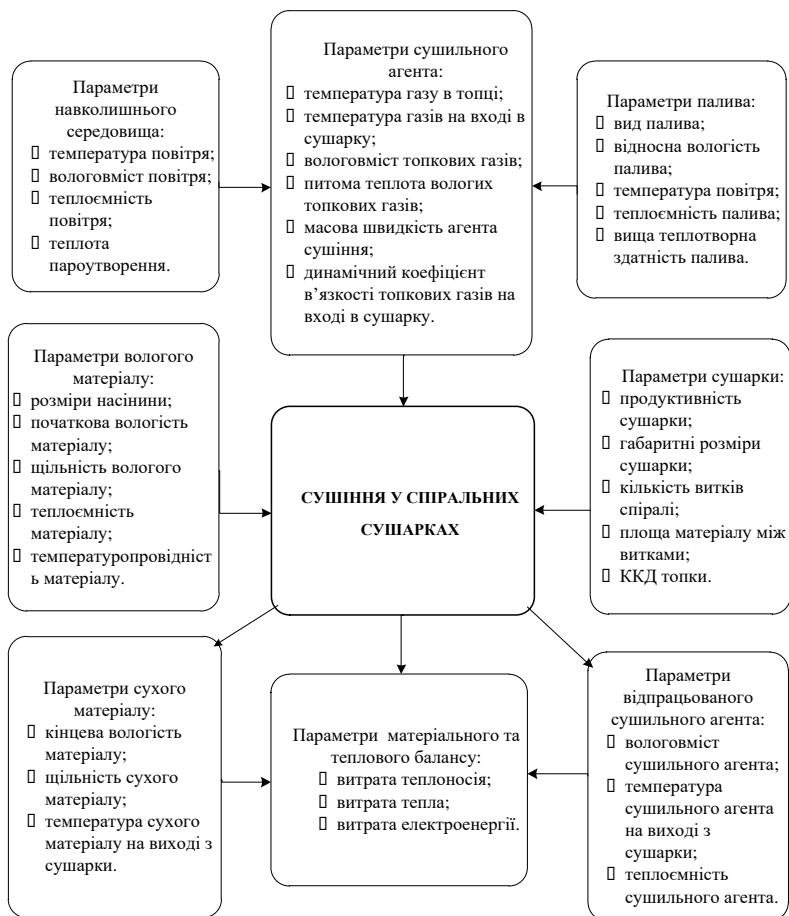 Параметри сушильного
агента:
▯ температура газу в топці;
▯ температура газів на вході в
сушарку;
▯ вологовміст топкових газів;
▯ питома теплота вологих
топкових газів;
▯ масова швидкість агента
сушіння;
▯ динамічний коефіцієнт
в’язкості топкових газів на
вході в сушарку.
Параметри
навколишнього
середовища:
▯ температура повітря;
▯ вологовміст повітря;
▯ теплоємність
повітря;
▯ теплота
пароутворення.
Параметри палива:
▯ вид палива;
▯ відносна вологість
палива;
▯ температура повітря;
▯ теплоємність палива;
▯ вища теплотворна
здатність палива.
Параметри вологого
матеріалу:
▯ розміри насінини;
▯ початкова вологість
матеріалу;
▯ щільність вологого
матеріалу;
▯ теплоємність
матеріалу;
▯ температуропровідніст
ь матеріалу.
СУШІННЯ У СПІРАЛЬНИХ
СУШАРКАХ
Параметри сушарки:
▯ продуктивність
сушарки;
▯ габаритні розміри
сушарки;
▯ кількість витків
спіралі;
▯ площа матеріалу між
витками;
▯ ККД топки.
Параметри сухого
матеріалу:
▯ кінцева вологість
матеріалу;
▯ щільність сухого
матеріалу;
▯ температура сухого
матеріалу на виході з
сушарки.
Параметри матеріального та
теплового балансу:
▯ витрата теплоносія;
▯ витрата тепла;
▯ витрата електроенергії.
Параметри
відпрацьованого
сушильного агента:
▯ вологовміст
сушильного агента;
▯ температура
сушильного агента
на виході з
сушарки;
▯ теплоємність
сушильного агента.